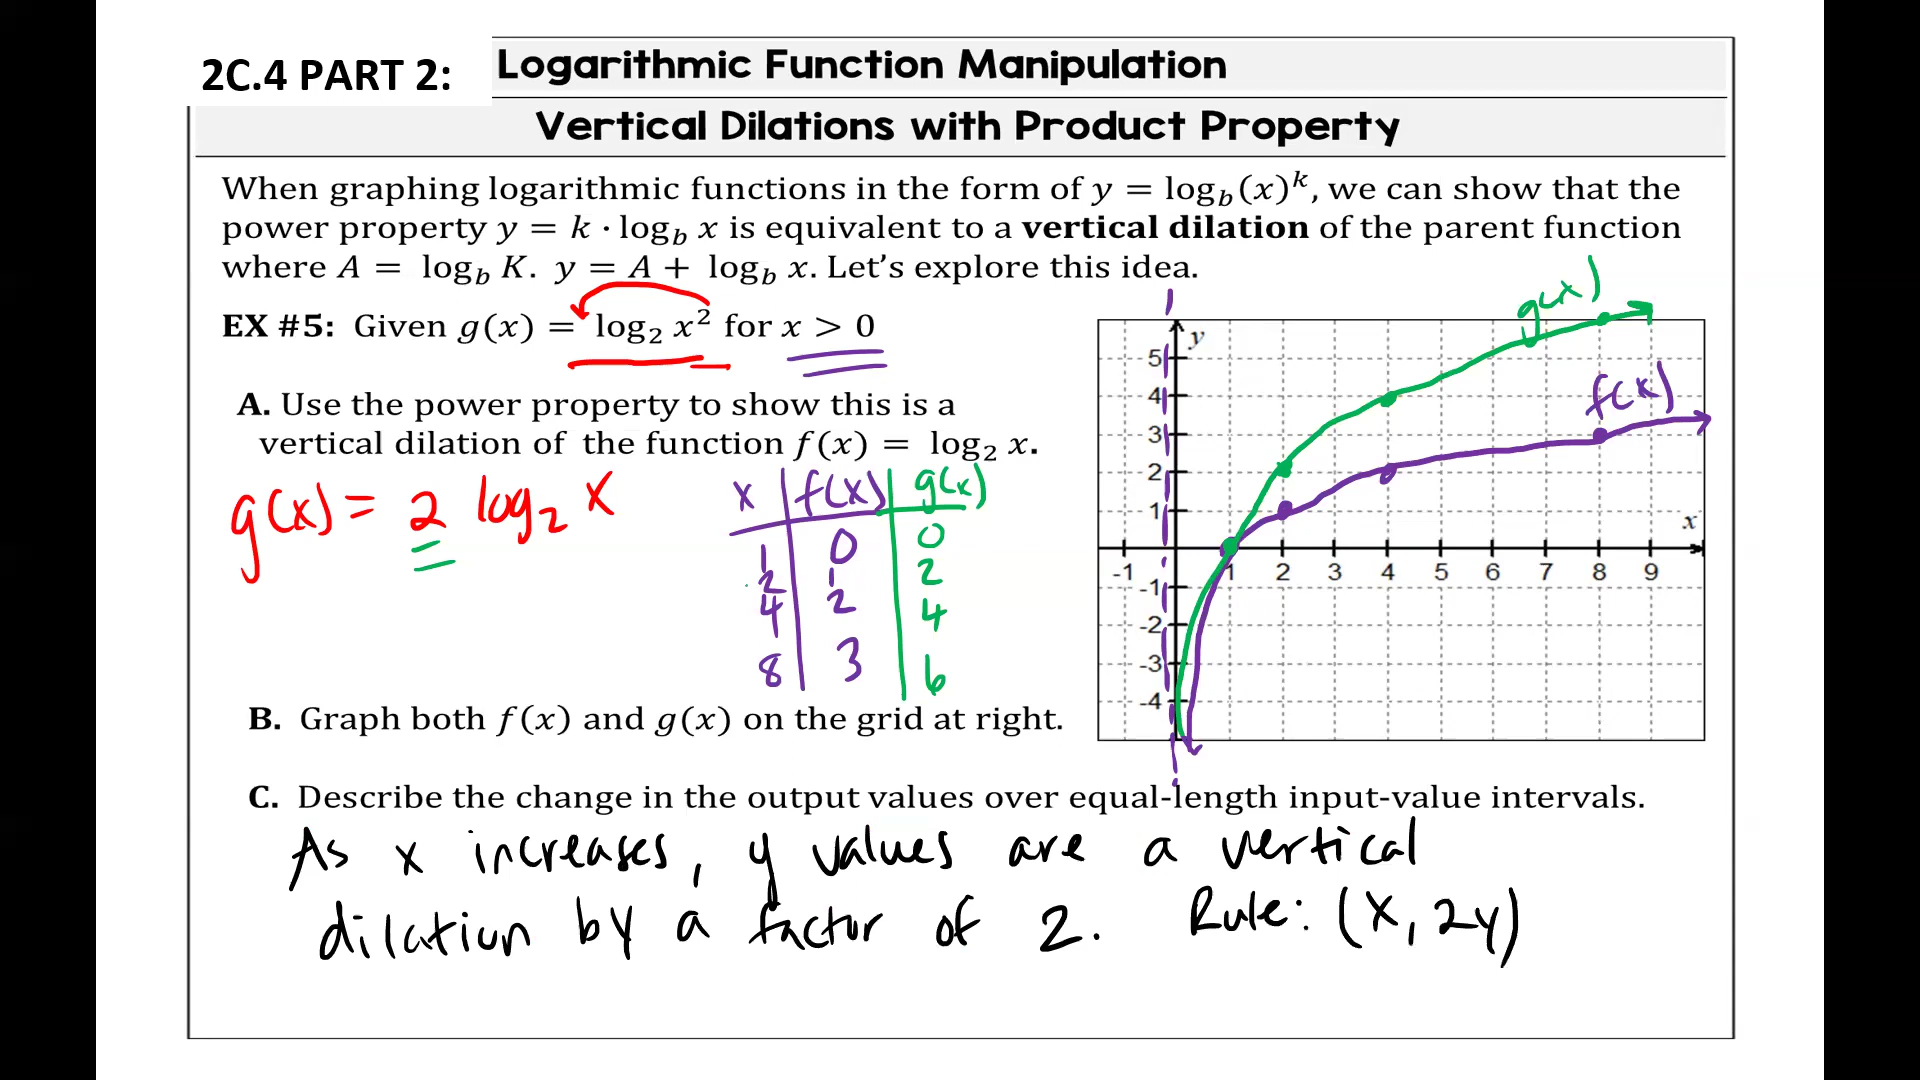 2C.4 PART 2: Logarithmic Function Manipulation
Vertical Dilations with Product Property
When graphing logarithmic functions in the form of y = log_b(x)^k, we can show that the
power property y = k · log_b x is equivalent to a vertical dilation of the parent function
where A = log_b K. y = A + log_b x. Let's explore this idea.
EX #5: Given g(x) = log₂ x² for x > 0
A. Use the power property to show this is a
vertical dilation of the function f(x) = log₂ x.
g(x) = 2 log₂ x
x f(x) g(x)
1 0 0
2 1 2
4 2 4
8 3 6
g(x)
f(x)
y
5
4
3
2
1
x
-1 1 2 3 4 5 6 7 8 9
-1
-2
-3
-4
B. Graph both f(x) and g(x) on the grid at right.
C. Describe the change in the output values over equal-length input-value intervals.
As x increases, y values are a vertical
dilation by a factor of 2. Rule: (x, 2y)